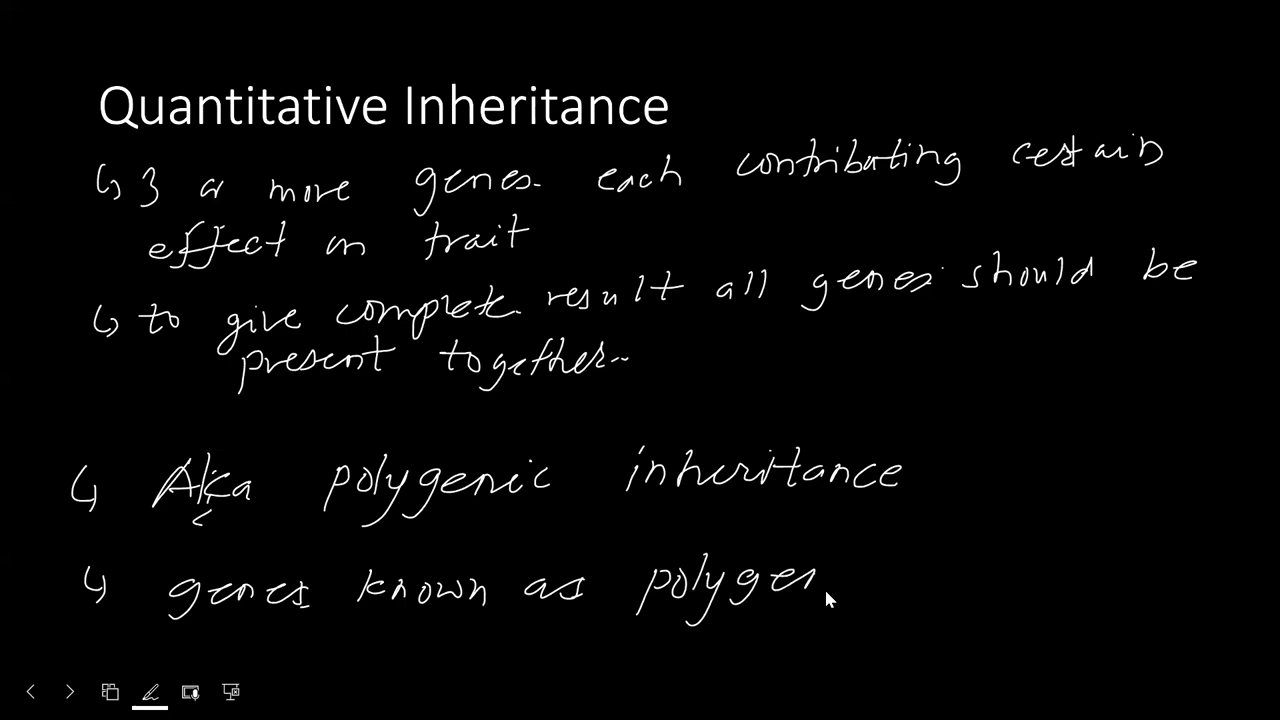 Quantitative Inheritance
↳ 3 or more genes each contributing certain
effect on trait
↳ to give complete result all genes should be
present together
↳ Aka polygenic inheritance
↳ genes known as polygen